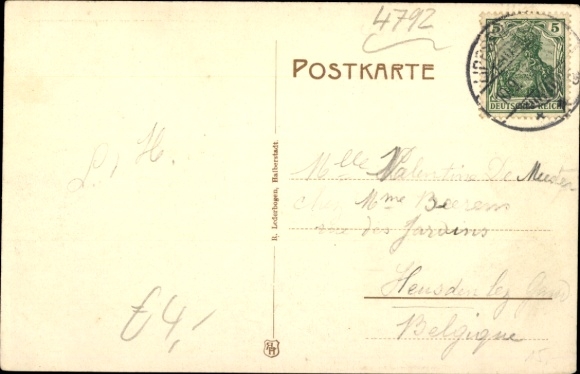 4792
POSTKARTE
5
DEUTSCHES REICH
L. H.
Mlle Valentine De Meester
chez Mme Beerens
rue des Jardins
Heusden lez Gand
Belgique
€4,-
R. Lederbogen, Halberstadt.